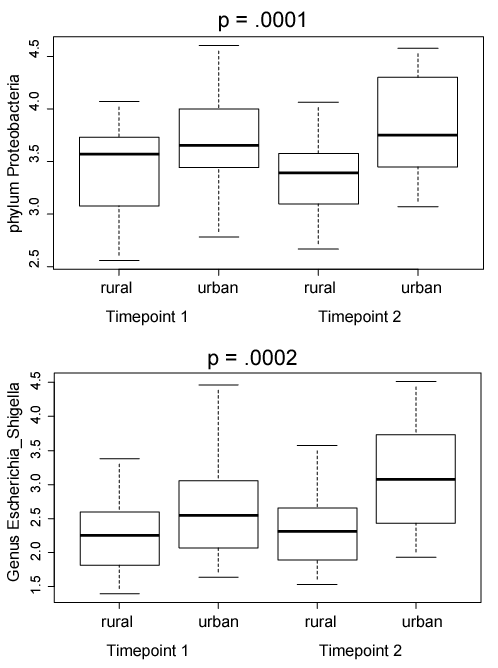 p = .0001
phylum Proteobacteria
4.5
4.0
3.5
3.0
2.5
rural urban rural urban
Timepoint 1 Timepoint 2
p = .0002
Genus Escherichia_Shigella
4.5
4.0
3.5
3.0
2.5
2.0
1.5
rural urban rural urban
Timepoint 1 Timepoint 2